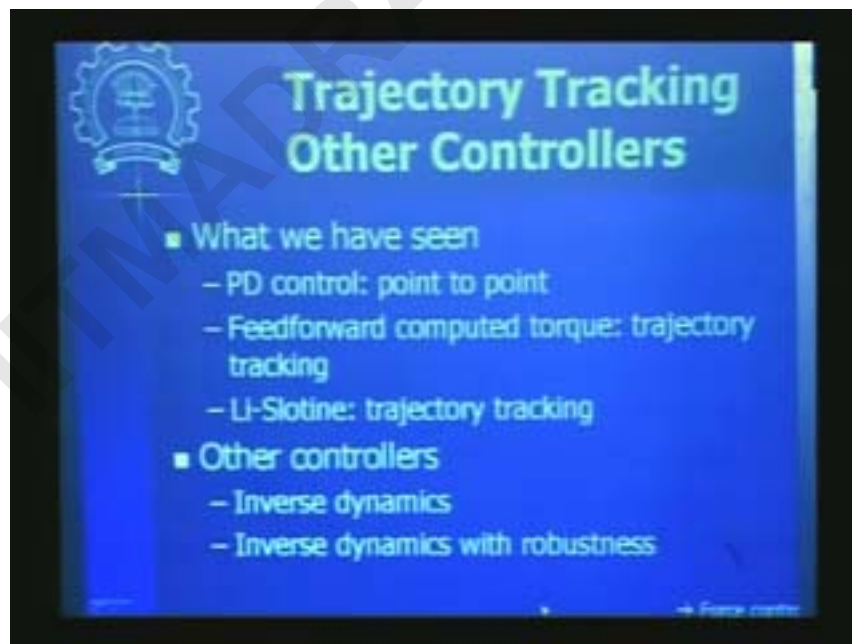 Trajectory Tracking
Other Controllers
What we have seen
– PD control: point to point
– Feedforward computed torque: trajectory
tracking
– Li-Slotine: trajectory tracking
Other controllers
– Inverse dynamics
– Inverse dynamics with robustness
→ Force contro